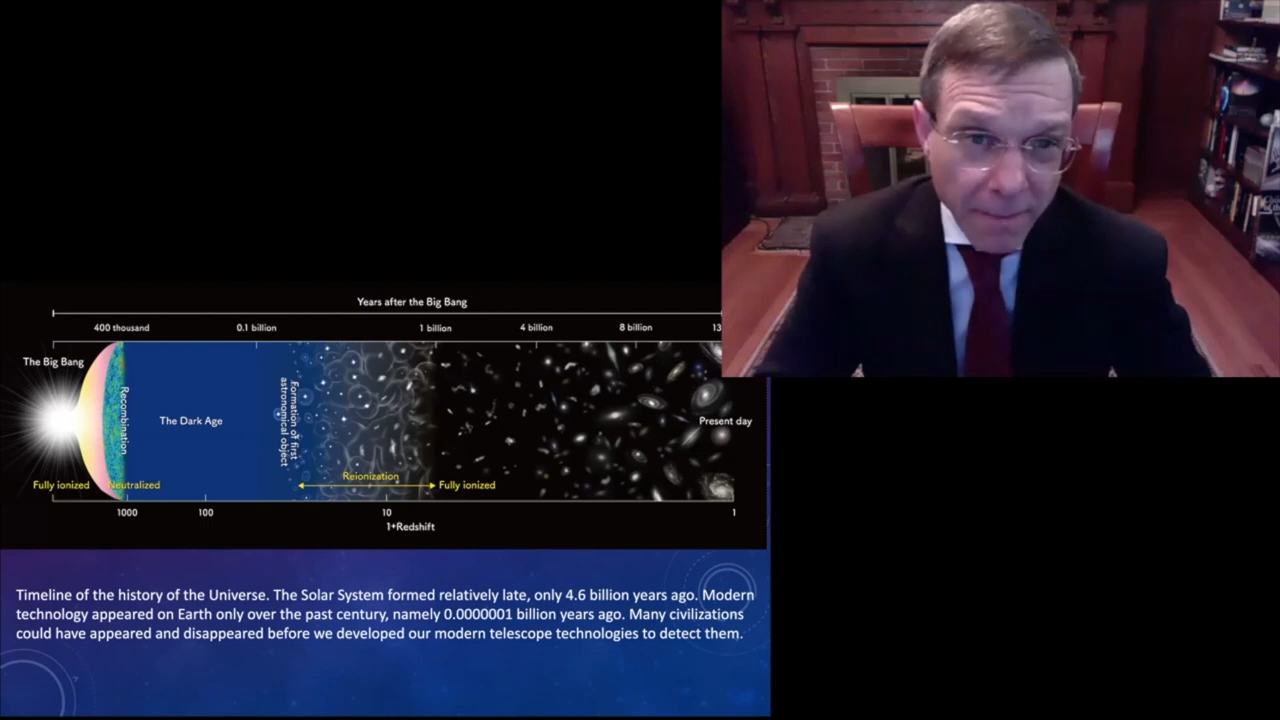 Years after the Big Bang
400 thousand 0.1 billion 1 billion 4 billion 8 billion 13
The Big Bang
Recombination
The Dark Age
Formation of first
astronomical object
Present day
Reionization
Fully ionized Neutralized Fully ionized
1000 100 10 1
1+Redshift
Timeline of the history of the Universe. The Solar System formed relatively late, only 4.6 billion years ago. Modern
technology appeared on Earth only over the past century, namely 0.0000001 billion years ago. Many civilizations
could have appeared and disappeared before we developed our modern telescope technologies to detect them.